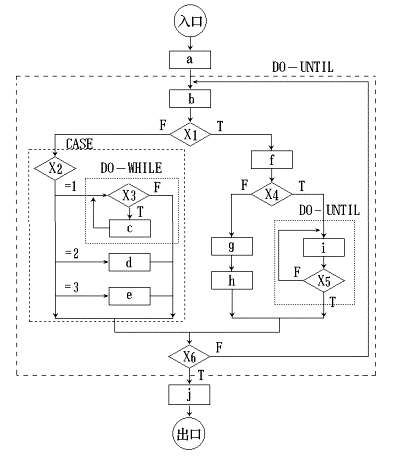 入口
a
DO-UNTIL
b
F X1 T
CASE
f
X2
DO-WHILE
=1 X3 F
T
c
F X4 T
DO-UNTIL
g
i
=2 d
h
F X5
T
=3 e
X6 F
T
j
出口